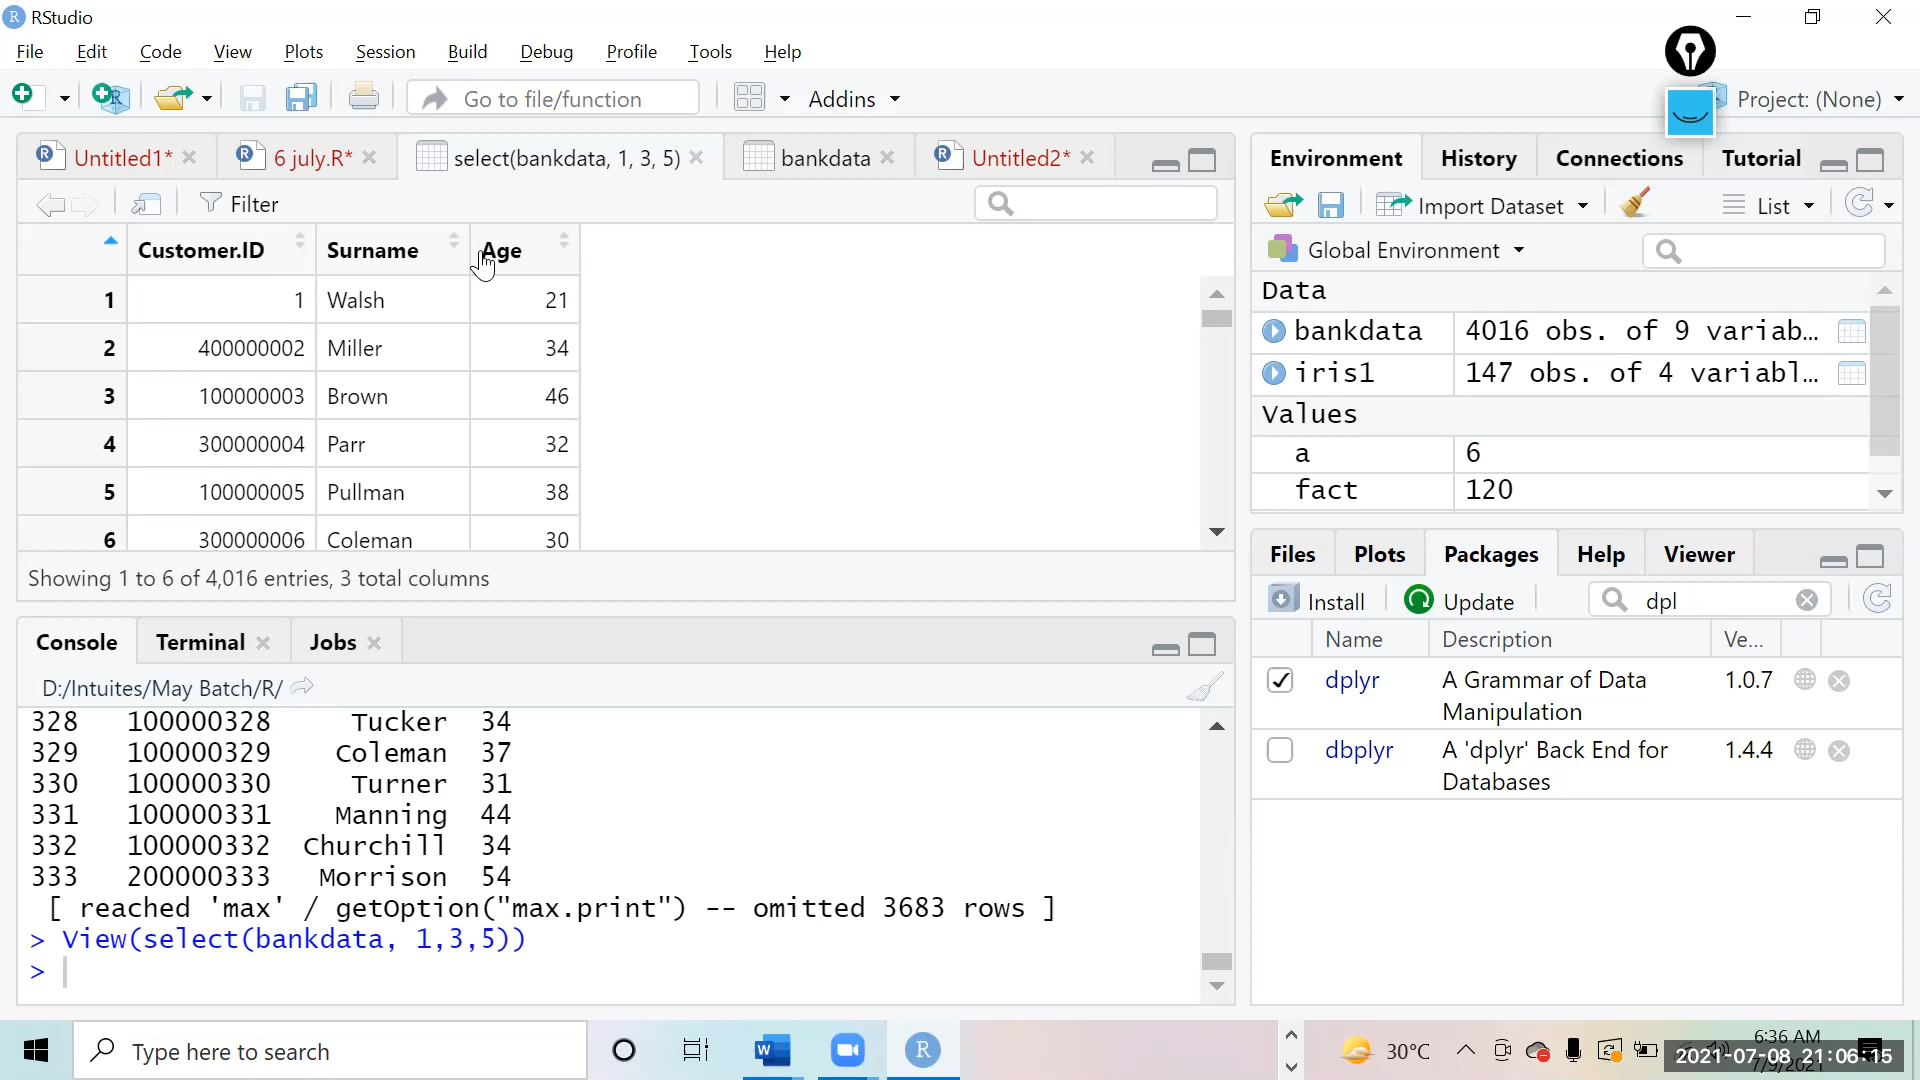 RStudio
File Edit Code View Plots Session Build Debug Profile Tools Help
Go to file/function Addins Project: (None)
Untitled1* 6 july.R* select(bankdata, 1, 3, 5) bankdata Untitled2*
Filter
Customer.ID Surname Age
1 1 Walsh 21
2 400000002 Miller 34
3 100000003 Brown 46
4 300000004 Parr 32
5 100000005 Pullman 38
6 300000006 Coleman 30
Showing 1 to 6 of 4,016 entries, 3 total columns
Console Terminal Jobs
D:/Intuites/May Batch/R/
328 100000328 Tucker 34
329 100000329 Coleman 37
330 100000330 Turner 31
331 100000331 Manning 44
332 100000332 Churchill 34
333 200000333 Morrison 54
[ reached 'max' / getOption("max.print") -- omitted 3683 rows ]
> View(select(bankdata, 1,3,5))
>
Environment History Connections Tutorial
Import Dataset List
Global Environment
Data
bankdata 4016 obs. of 9 variab...
iris1 147 obs. of 4 variabl...
Values
a 6
fact 120
Files Plots Packages Help Viewer
Install Update dpl
Name Description Ve...
dplyr A Grammar of Data 1.0.7
Manipulation
dbplyr A 'dplyr' Back End for 1.4.4
Databases
Type here to search
30°C
6:36 AM
2021-07-08 21:06:15